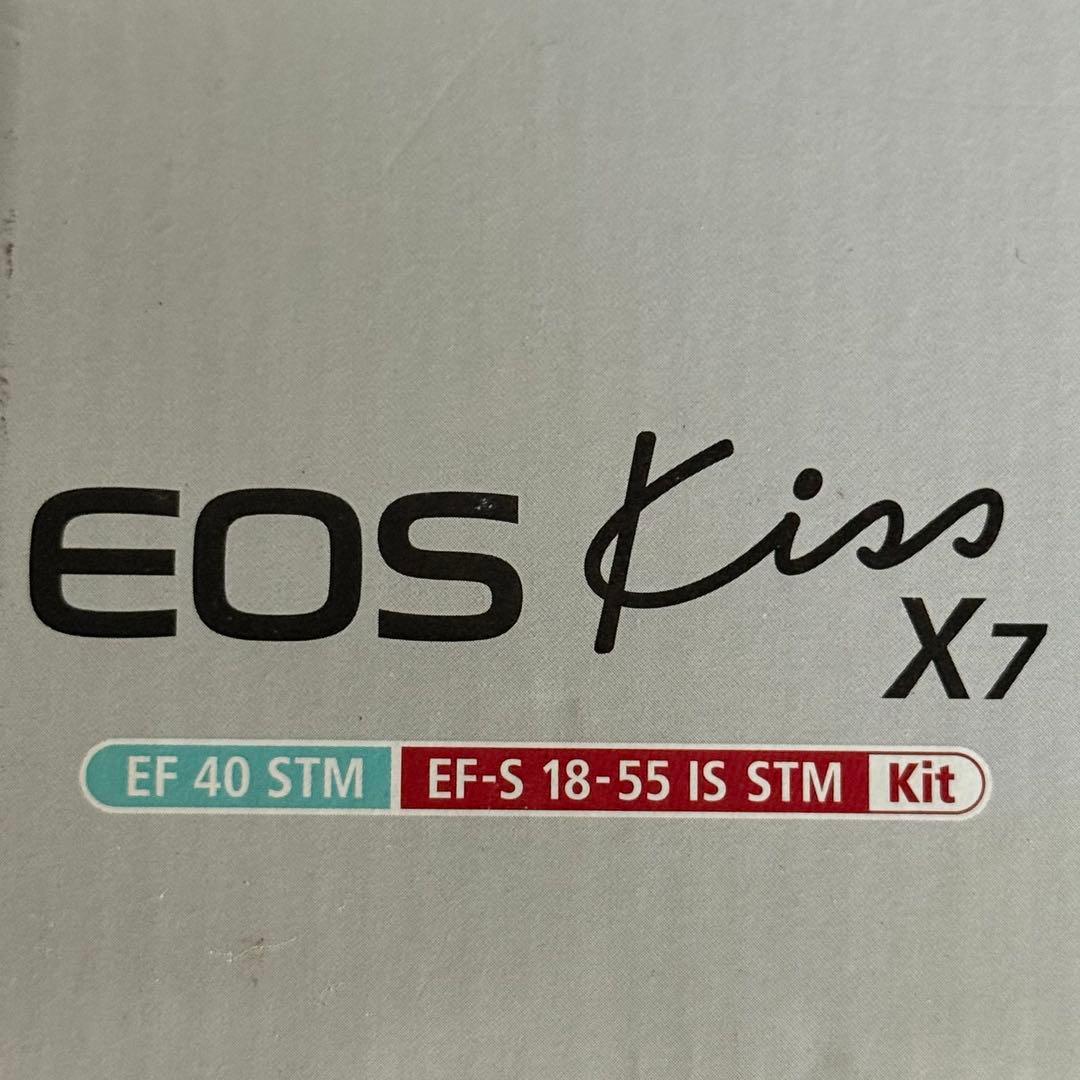 EOS Kiss
X7
EF 40 STM EF-S 18-55 IS STM Kit